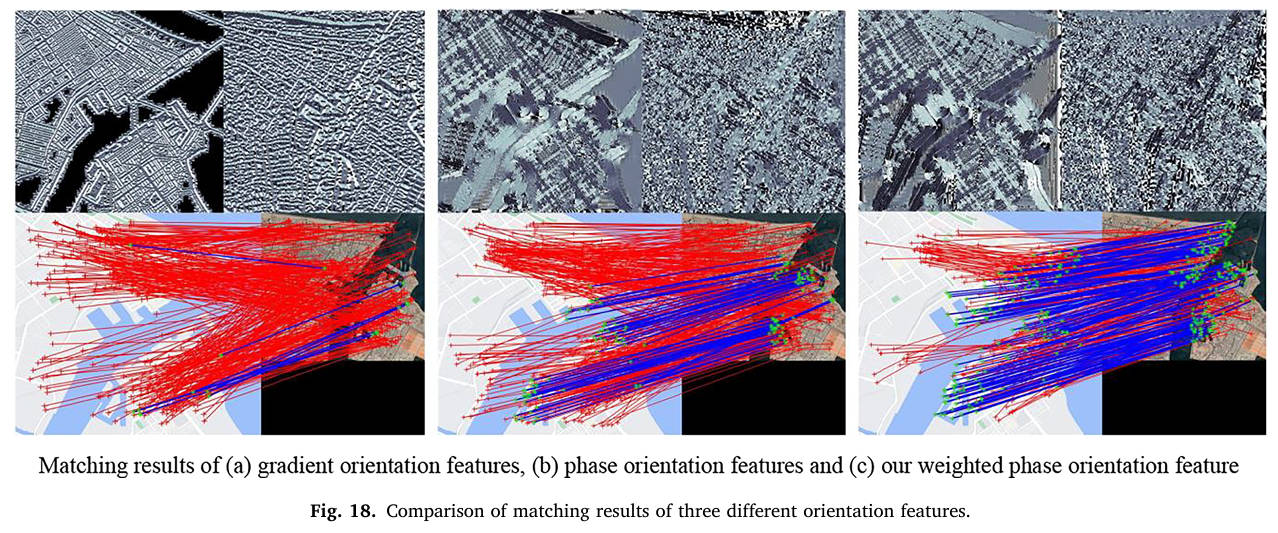 Matching results of (a) gradient orientation features, (b) phase orientation features and (c) our weighted phase orientation feature
Fig. 18. Comparison of matching results of three different orientation features.